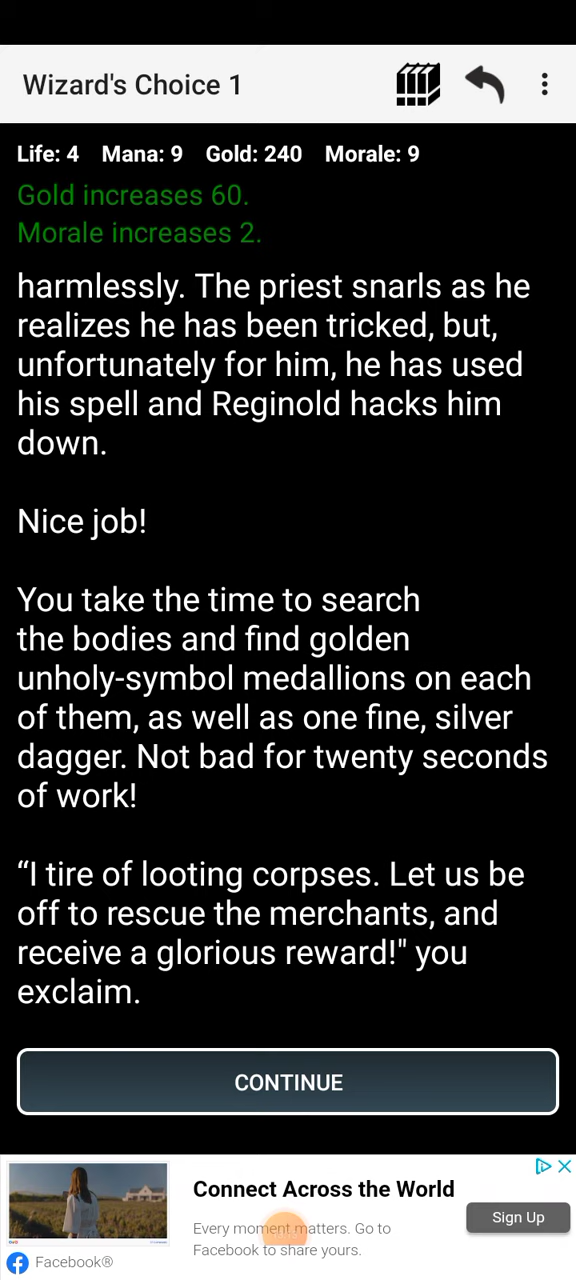 Wizard's Choice 1
Life: 4 Mana: 9 Gold: 240 Morale: 9
Gold increases 60.
Morale increases 2.
harmlessly. The priest snarls as he
realizes he has been tricked, but,
unfortunately for him, he has used
his spell and Reginold hacks him
down.
Nice job!
You take the time to search
the bodies and find golden
unholy-symbol medallions on each
of them, as well as one fine, silver
dagger. Not bad for twenty seconds
of work!
“I tire of looting corpses. Let us be
off to rescue the merchants, and
receive a glorious reward!" you
exclaim.
CONTINUE
Connect Across the World
Every moment matters. Go to
Facebook to share yours.
Sign Up
Facebook®